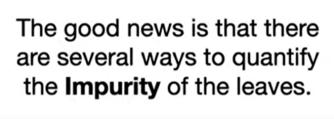 The good news is that there
are several ways to quantify
the Impurity of the leaves.